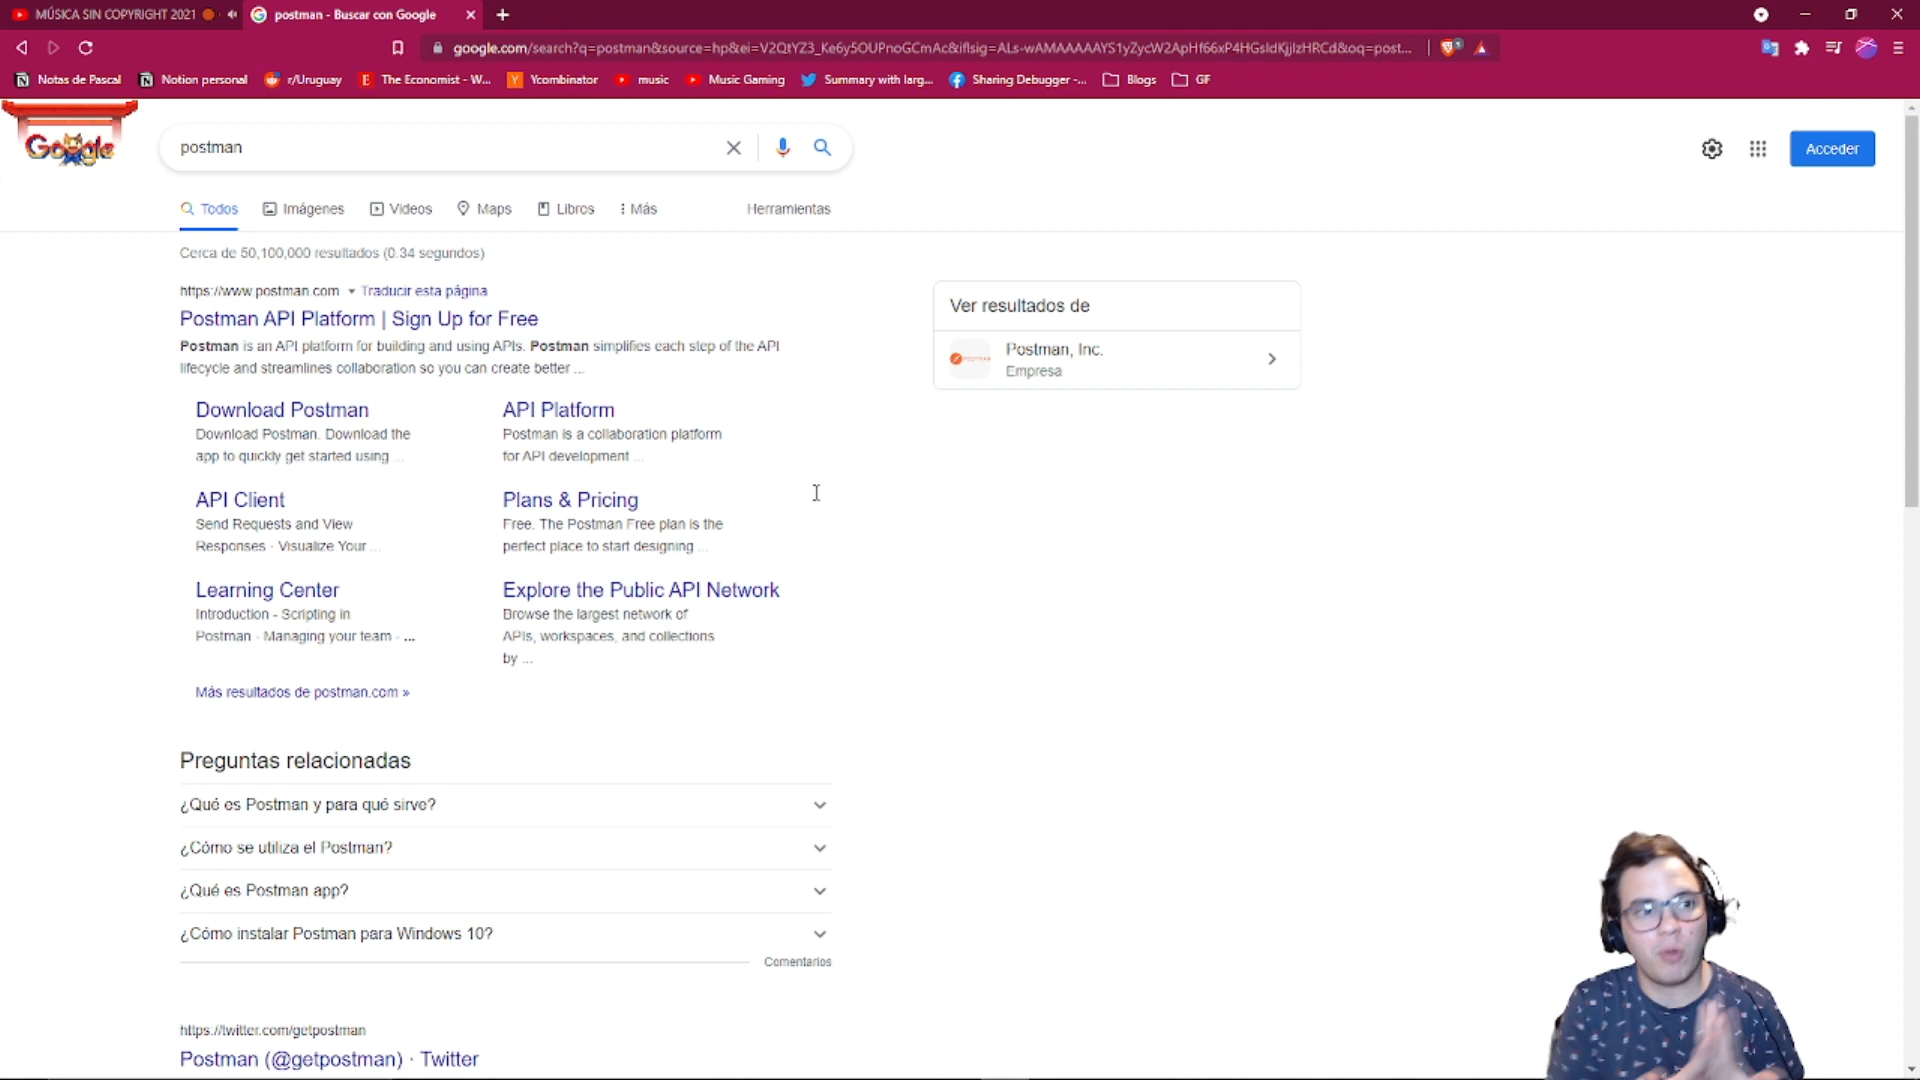 MÚSICA SIN COPYRIGHT 2021
postman - Buscar con Google
google.com/search?q=postman&source=hp&ei=V2QtYZ3_Ke6y5OUPnoGCmAc&iflsig=ALs-wAMAAAAAYS1yZycW2ApHf66xP4HGsldKjjlzHRCd&oq=post...
Notas de Pascal
Notion personal
r/Uruguay
The Economist - W...
Ycombinator
music
Music Gaming
Summary with larg...
Sharing Debugger -...
Blogs
GF
Google
postman
Acceder
Todos
Imágenes
Videos
Maps
Libros
Más
Herramientas
Cerca de 50,100,000 resultados (0.34 segundos)
https://www.postman.com Traducir esta página
Postman API Platform | Sign Up for Free
Postman is an API platform for building and using APIs. Postman simplifies each step of the API
lifecycle and streamlines collaboration so you can create better ...
Download Postman
Download Postman. Download the
app to quickly get started using ...
API Platform
Postman is a collaboration platform
for API development ...
API Client
Send Requests and View
Responses · Visualize Your ...
Plans & Pricing
Free. The Postman Free plan is the
perfect place to start designing ...
Learning Center
Introduction - Scripting in
Postman - Managing your team - ...
Explore the Public API Network
Browse the largest network of
APIs, workspaces, and collections
by ...
Más resultados de postman.com »
Ver resultados de
Postman, Inc.
Empresa
Preguntas relacionadas
¿Qué es Postman y para qué sirve?
¿Cómo se utiliza el Postman?
¿Qué es Postman app?
¿Cómo instalar Postman para Windows 10?
Comentarios
https://twitter.com/getpostman
Postman (@getpostman) · Twitter